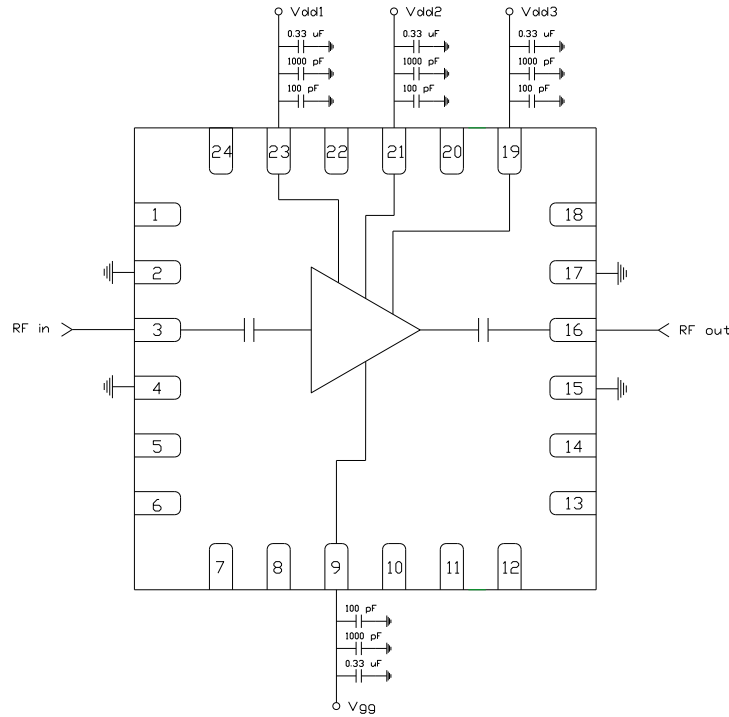 Vdd1 Vdd2 Vdd3
0.33 uF 0.33 uF 0.33 uF
1000 pF 1000 pF 1000 pF
100 pF 100 pF 100 pF
24 23 22 21 20 19
1 18
2 17
RF in 3 16 RF out
4 15
5 14
6 13
7 8 9 10 11 12
100 pF
1000 pF
0.33 uF
Vgg